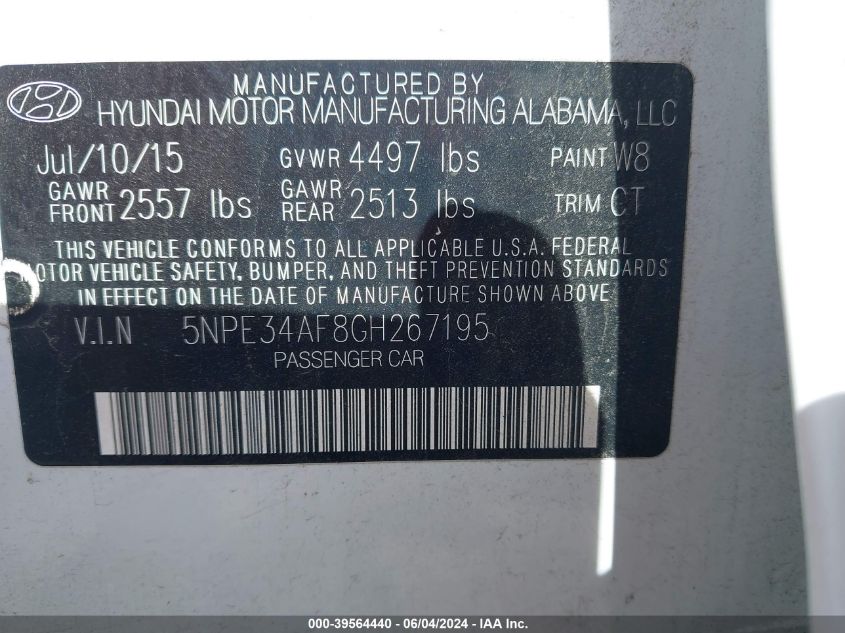 MANUFACTURED BY
HYUNDAI MOTOR MANUFACTURING ALABAMA, LLC
Jul/10/15 GVWR 4497 lbs PAINT W8
GAWR FRONT 2557 lbs GAWR REAR 2513 lbs TRIM CT
THIS VEHICLE CONFORMS TO ALL APPLICABLE U.S.A. FEDERAL
MOTOR VEHICLE SAFETY, BUMPER, AND THEFT PREVENTION STANDARDS
IN EFFECT ON THE DATE OF MANUFACTURE SHOWN ABOVE.
V.I.N 5NPE34AF8GH267195
PASSENGER CAR
000-39564440 - 06/04/2024 - IAA Inc.